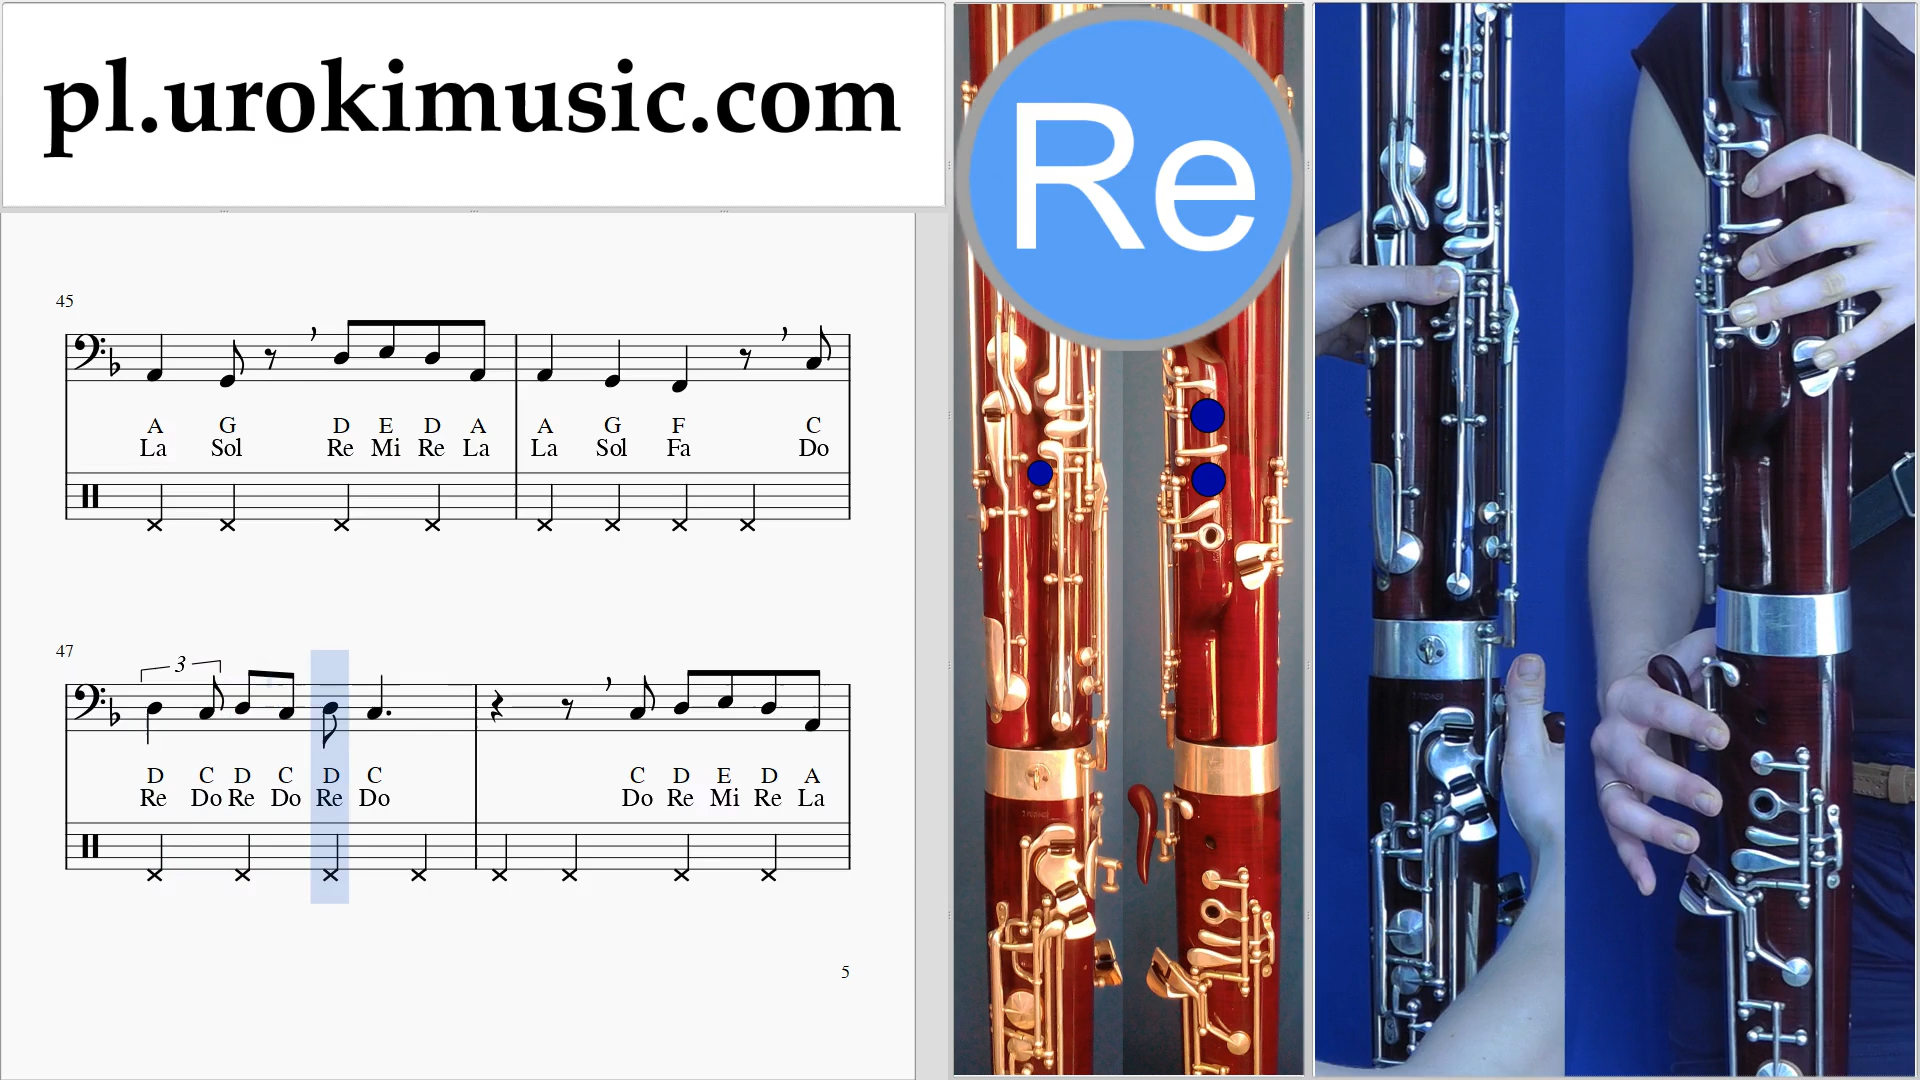 pl.urokimusic.com
Re
45
A G D E D A A G F C
La Sol Re Mi Re La La Sol Fa Do
47
3
D C D C D C C D E D A
Re Do Re Do Re Do Do Re Mi Re La
5